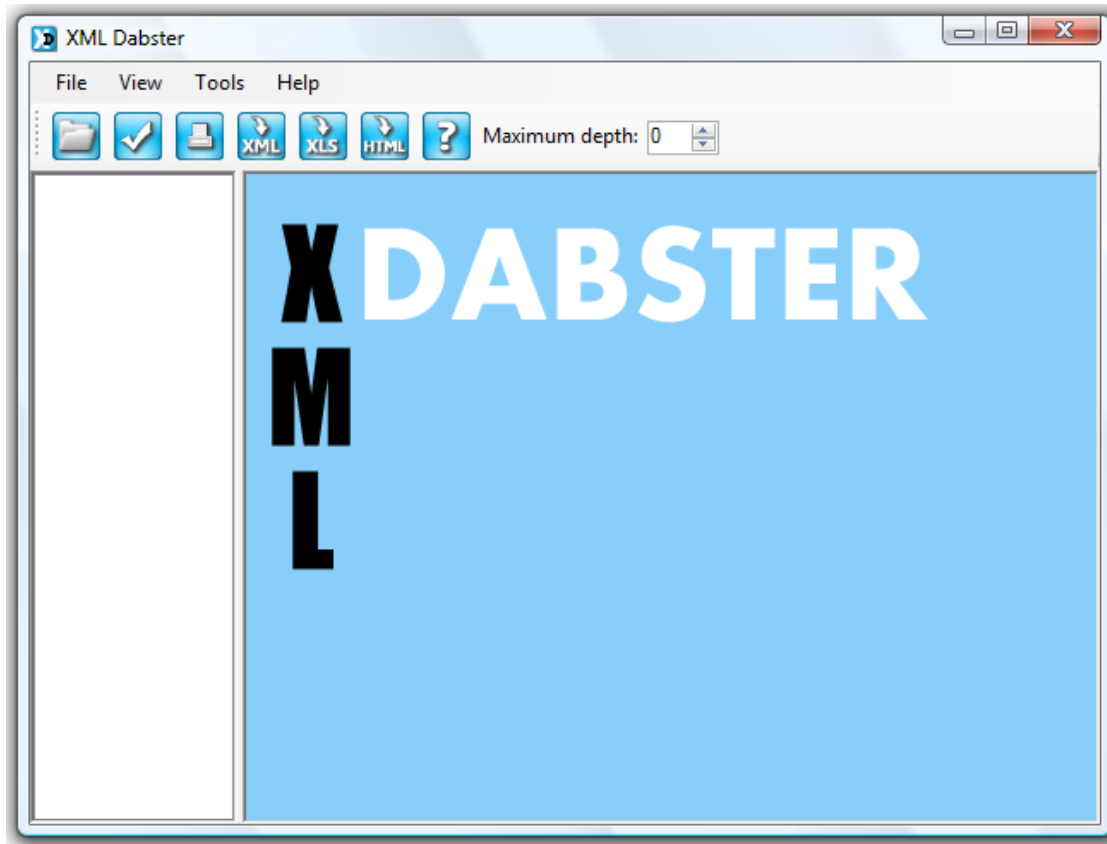 XML Dabster
File View Tools Help
XML XLS HTML ? Maximum depth: 0
X DABSTER
M
L